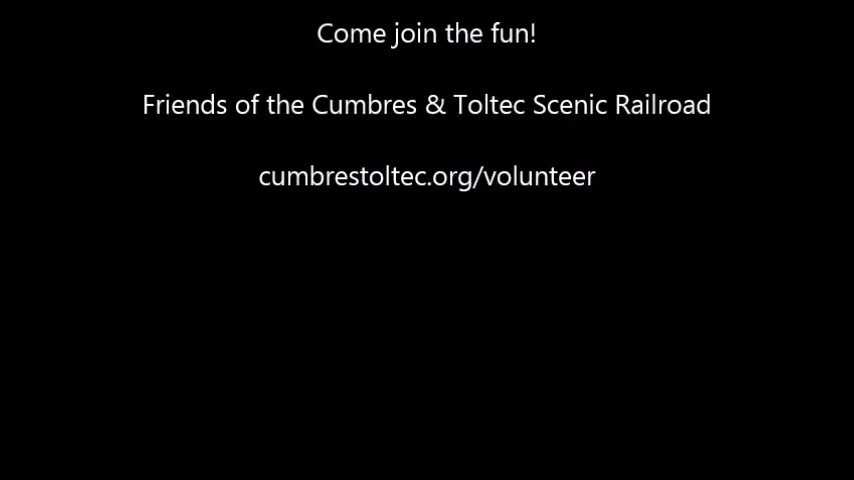 Come join the fun!
Friends of the Cumbres & Toltec Scenic Railroad
cumbrestoltec.org/volunteer